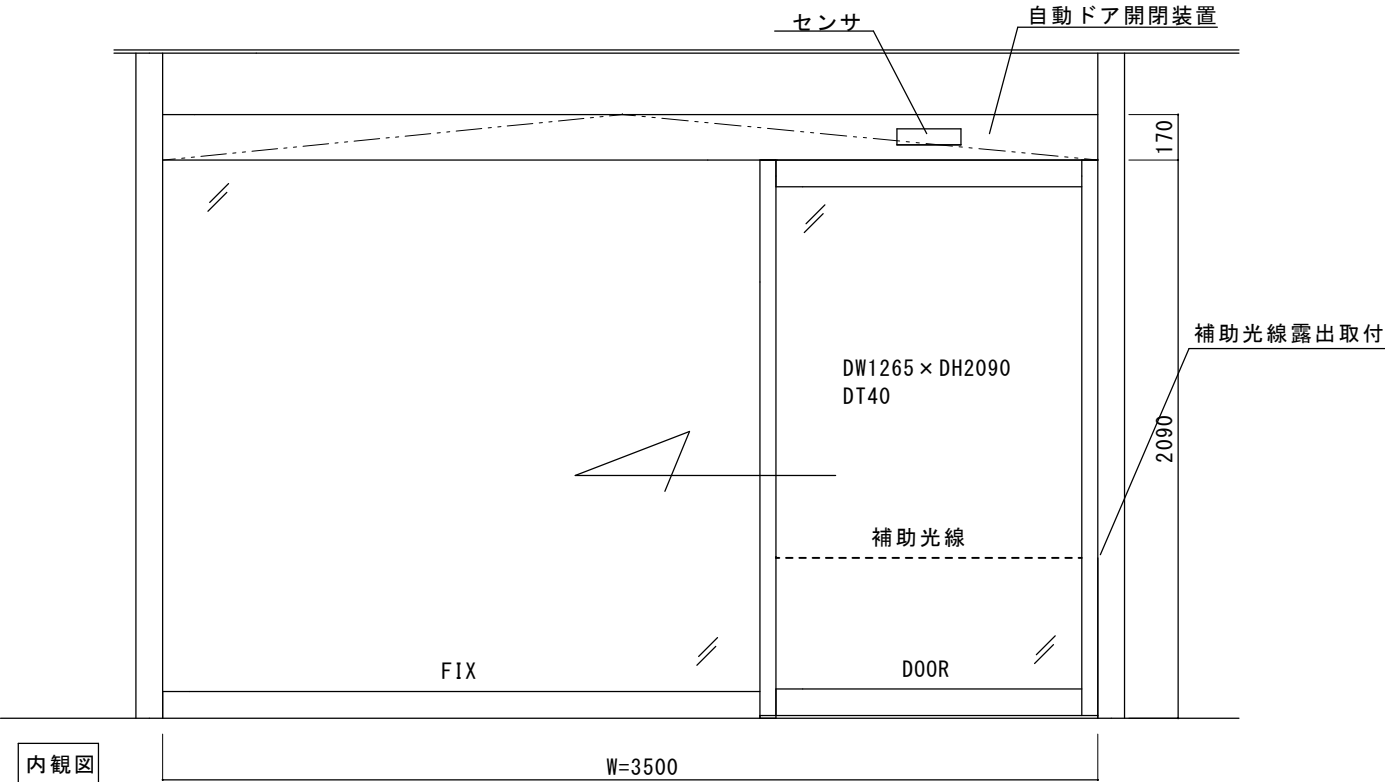 センサ
自動ドア開閉装置
170
補助光線露出取付
DW1265×DH2090
DT40
2090
補助光線
FIX
DOOR
内観図
W=3500